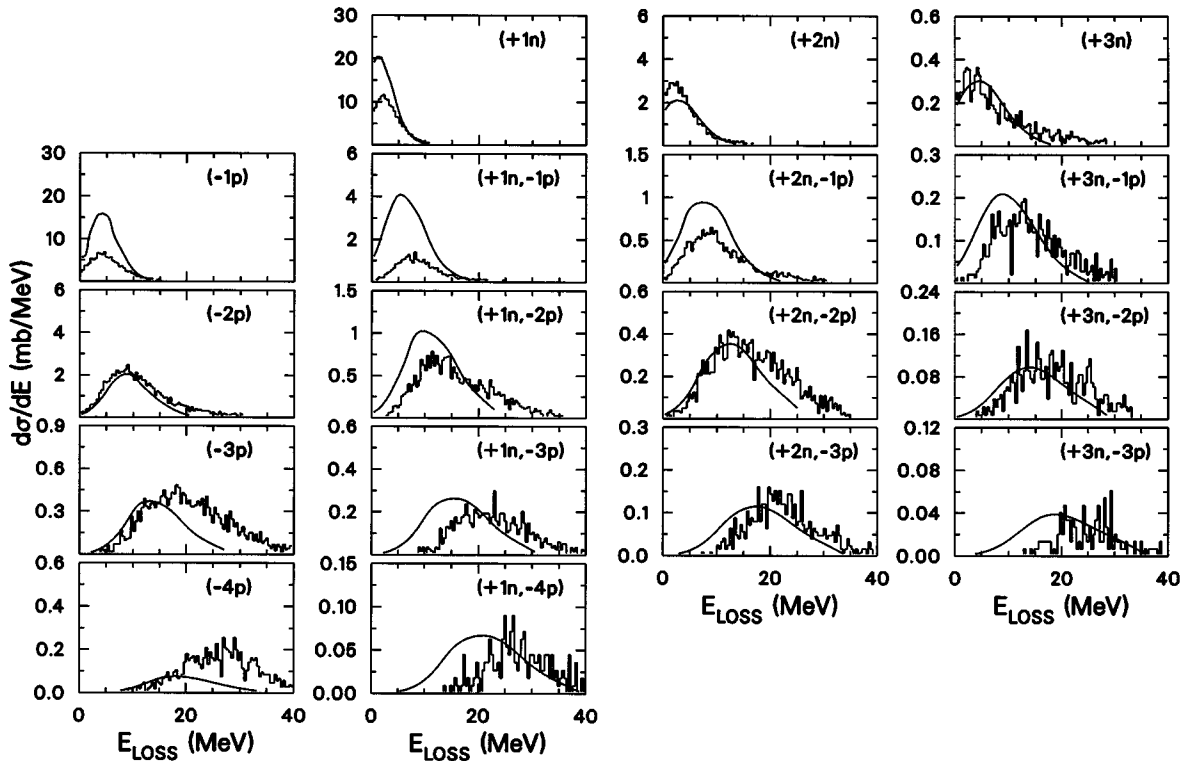 30
20
10
(+1n)
6
4
2
(+2n)
0.6
0.4
0.2
(+3n)
30
20
10
0
(-1p)
6
4
2
(+1n,-1p)
1.5
1
0.5
(+2n,-1p)
0.3
0.2
0.1
(+3n,-1p)
6
4
2
0
(-2p)
1.5
1
0.5
(+1n,-2p)
0.6
0.4
0.2
(+2n,-2p)
0.24
0.16
0.08
(+3n,-2p)
dσ/dE (mb/MeV)
0.9
0.6
0.3
0.0
(-3p)
0.6
0.4
0.2
0.0
(+1n,-3p)
0.3
0.2
0.1
0.0
(+2n,-3p)
0.12
0.08
0.04
0.00
(+3n,-3p)
0 20 40
0 20 40
E_LOSS (MeV)
E_LOSS (MeV)
0.6
0.4
0.2
0.0
(-4p)
0.15
0.10
0.05
0.00
(+1n,-4p)
0 20 40
0 20 40
E_LOSS (MeV)
E_LOSS (MeV)